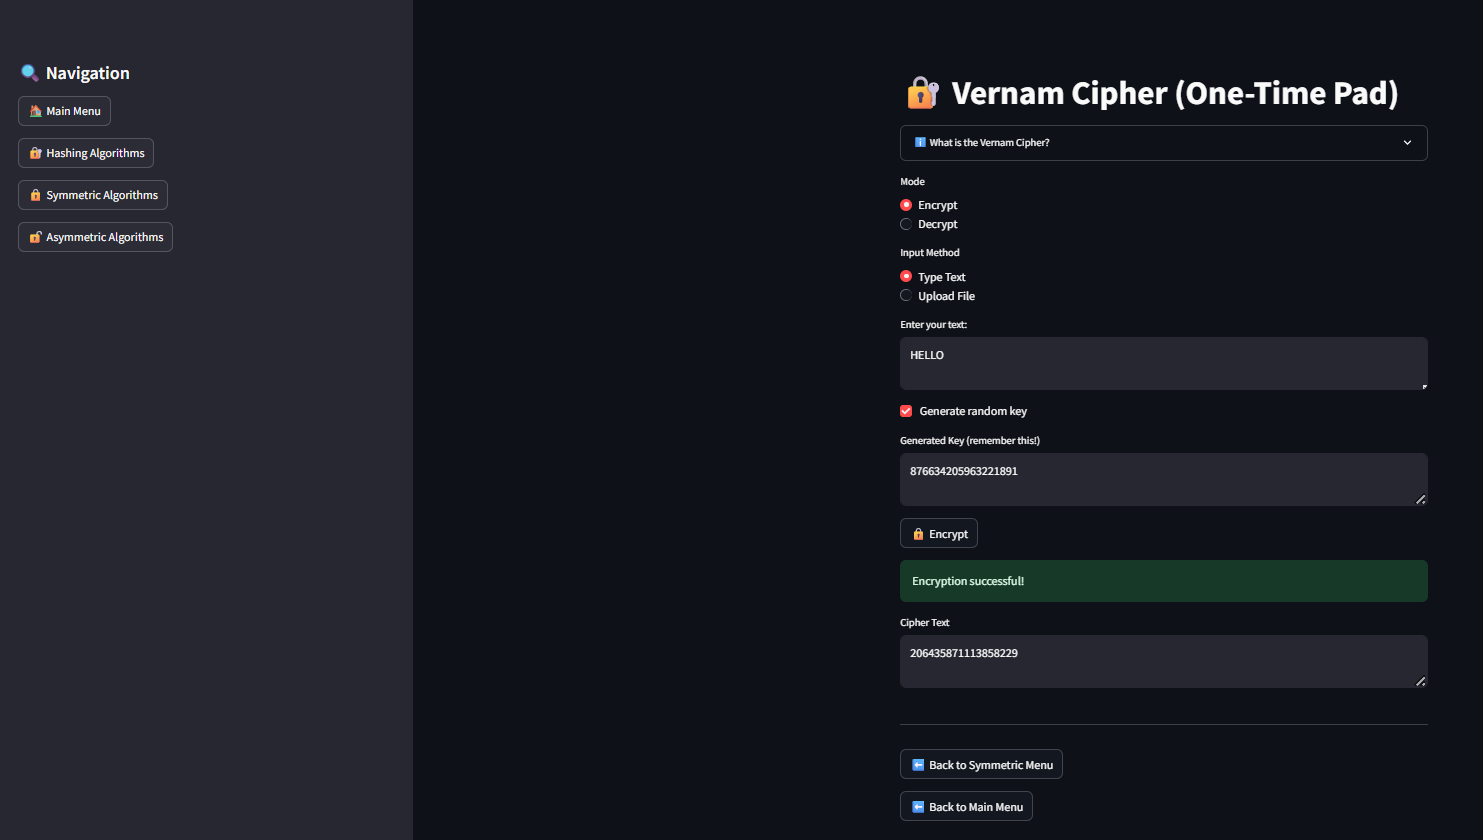 Navigation
Main Menu
Hashing Algorithms
Symmetric Algorithms
Asymmetric Algorithms
Vernam Cipher (One-Time Pad)
What is the Vernam Cipher?
Mode
Encrypt
Decrypt
Input Method
Type Text
Upload File
Enter your text:
HELLO
Generate random key
Generated Key (remember this!)
876634205963221891
Encrypt
Encryption successful!
Cipher Text
206435871113858229
Back to Symmetric Menu
Back to Main Menu